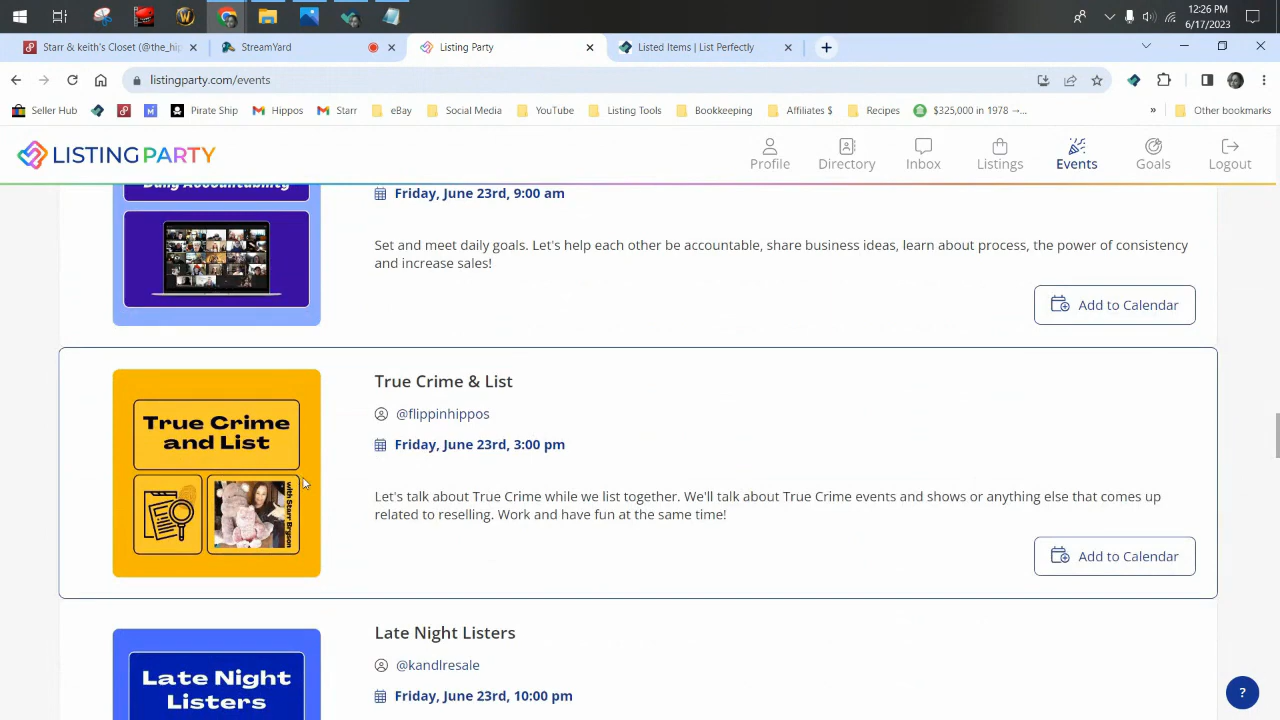 12:26 PM
6/17/2023
Starr & keith's Closet (@the_hip
StreamYard
Listing Party
Listed Items | List Perfectly
listingparty.com/events
Seller Hub
Pirate Ship
Hippos
Starr
eBay
Social Media
YouTube
Listing Tools
Bookkeeping
Affiliates $
Recipes
$325,000 in 1978 →...
»
Other bookmarks
LISTINGPARTY
Profile
Directory
Inbox
Listings
Events
Goals
Logout
Daily Accountability
Friday, June 23rd, 9:00 am
Set and meet daily goals. Let's help each other be accountable, share business ideas, learn about process, the power of consistency
and increase sales!
Add to Calendar
True Crime
and List
with Starr Bryson
True Crime & List
@flippinhippos
Friday, June 23rd, 3:00 pm
Let's talk about True Crime while we list together. We'll talk about True Crime events and shows or anything else that comes up
related to reselling. Work and have fun at the same time!
Add to Calendar
Late Night
Listers
Late Night Listers
@kandlresale
Friday, June 23rd, 10:00 pm
?